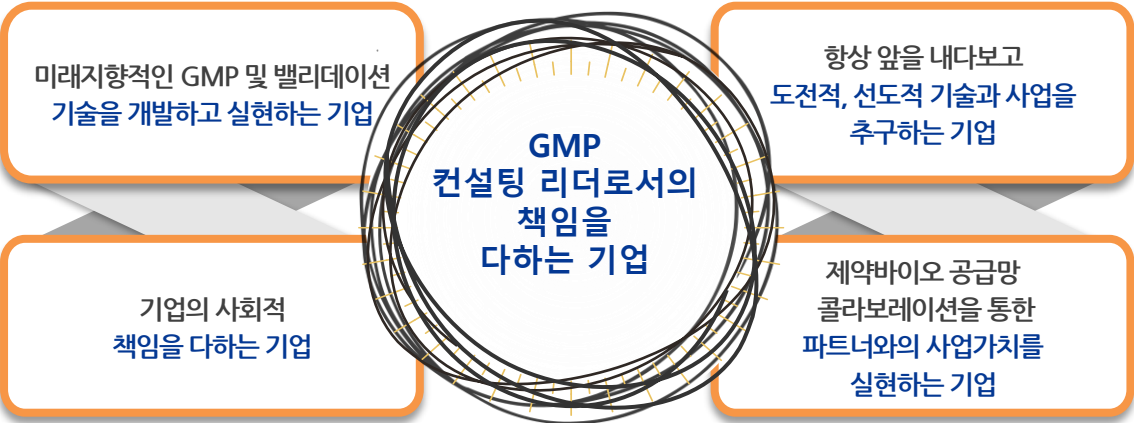 미래지향적인 GMP 및 밸리데이션
기술을 개발하고 실현하는 기업
항상 앞을 내다보고
도전적, 선도적 기술과 사업을
추구하는 기업
GMP
컨설팅 리더로서의
책임을
다하는 기업
기업의 사회적
책임을 다하는 기업
제약바이오 공급망
콜라보레이션을 통한
파트너와의 사업가치를
실현하는 기업